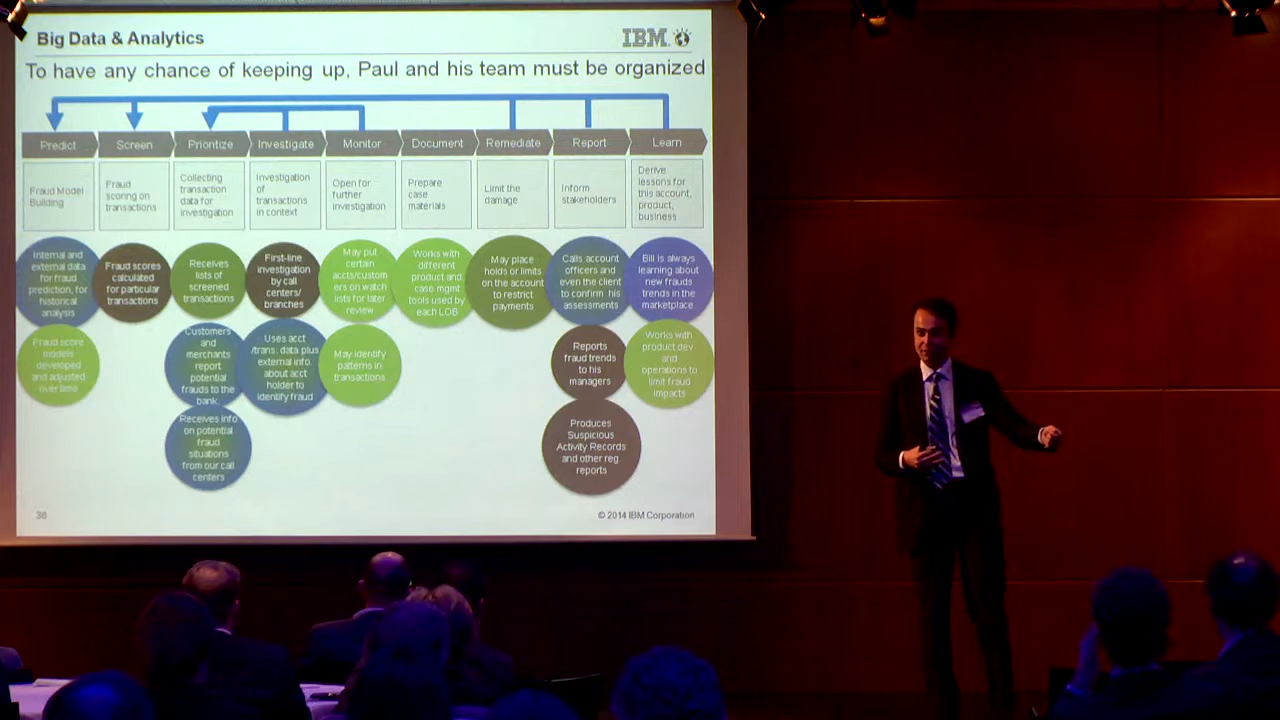 Big Data & Analytics
IBM
To have any chance of keeping up, Paul and his team must be organized
Predict
Screen
Prioritize
Investigate
Monitor
Document
Remediate
Report
Learn
Fraud Model
Building
Fraud
scoring on
transactions
Collecting
transaction
data for
investigation
Investigation
of
transactions
in context
Open for
further
investigation
Prepare
case
materials
Limit the
damage
Inform
stakeholders
Derive
lessons for
this account,
product,
business
Internal and
external data
for fraud
prediction, for
historical
analysis
Fraud scores
calculated
for particular
transactions
Receives
lists of
screened
transactions
First-line
investigation
by call
centers/
branches
May put
certain
accts/custom
ers on watch
lists for later
review
Works with
different
product and
case mgmt
tools used by
each LOB
May place
holds or limits
on the account
to restrict
payments
Calls account
officers and
even the client
to confirm his
assessments
Bill is always
learning about
new frauds
trends in the
marketplace
Fraud score
models
developed
and adjusted
over time
Customers
and
merchants
report
potential
frauds to the
bank.
Uses acct
/trans. data plus
external info
about acct
holder to
identify fraud
May identify
patterns in
transactions
Reports
fraud trends
to his
managers
Works with
product dev
and
operations to
limit fraud
impacts
Receives info
on potential
fraud
situations
from our call
centers
Produces
Suspicious
Activity Records
and other reg.
reports
36
© 2014 IBM Corporation